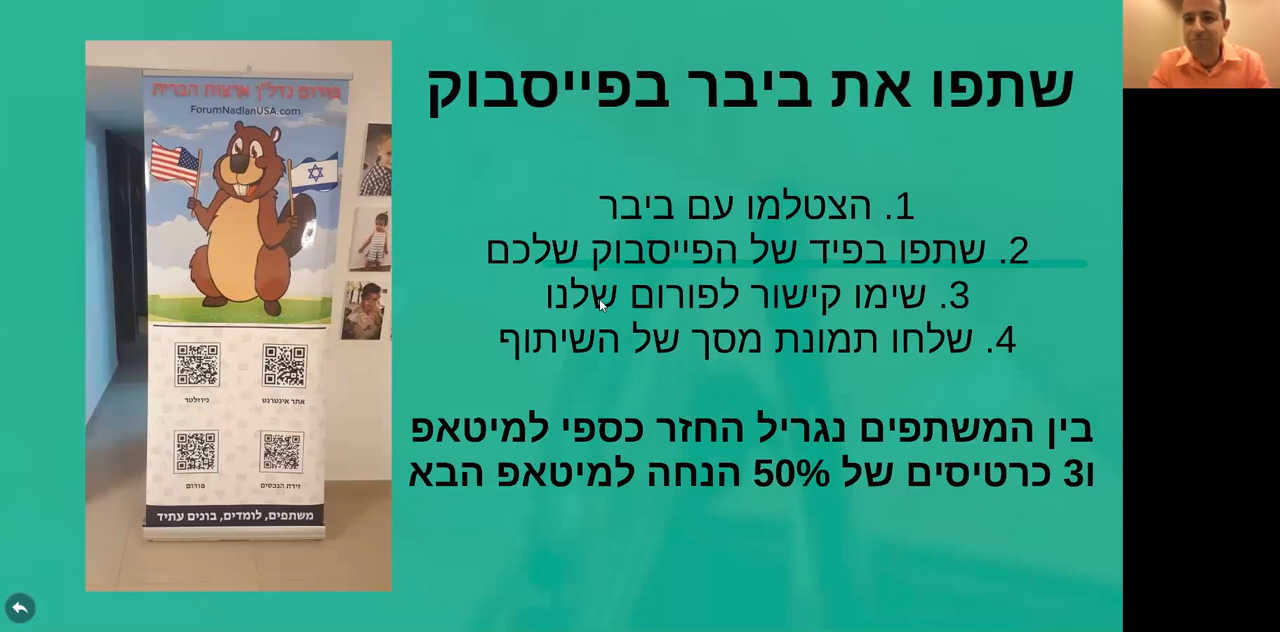 שתפו את ביבר בפייסבוק
1. הצטלמו עם ביבר
2. שתפו בפיד של הפייסבוק שלכם
3. שימו קישור לפורום שלנו
4. שלחו תמונת מסך של השיתוף
בין המשתפים נגריל החזר כספי למיטאפ
ו3 כרטיסים של 50% הנחה למיטאפ הבא
פורום נדל"ן ארצות הברית
ForumNadlanUSA.com
אתר אינטרנט
ניוזלטר
זירת הנכסים
פורום
משתפים, לומדים, בונים עתיד